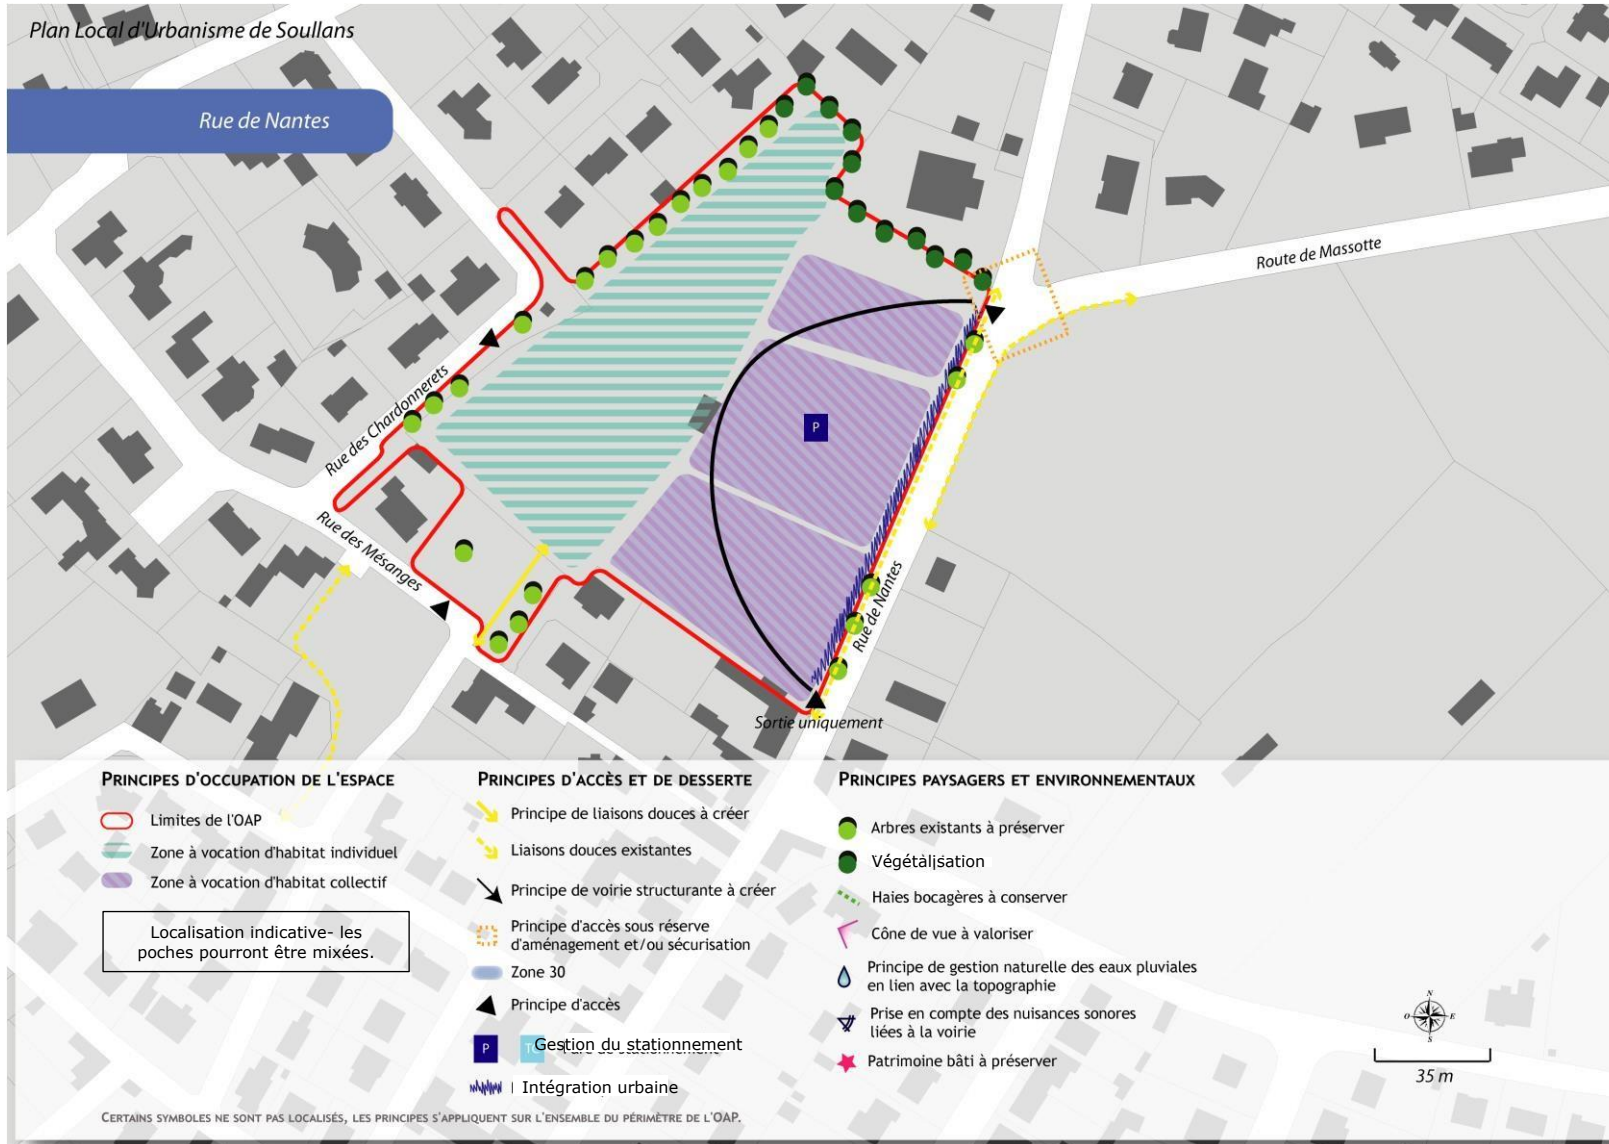 Plan Local d'Urbanisme de Soullans
Rue de Nantes
Route de Massotte
Rue des Chardonnerets
P
Rue des Mésanges
Rue de Nantes
Sortie uniquement
PRINCIPES D'OCCUPATION DE L'ESPACE
Limites de l'OAP
Zone à vocation d'habitat individuel
Zone à vocation d'habitat collectif
Localisation indicative- les
poches pourront être mixées.
PRINCIPES D'ACCÈS ET DE DESSERTE
Principe de liaisons douces à créer
Liaisons douces existantes
Principe de voirie structurante à créer
Principe d'accès sous réserve
d'aménagement et/ou sécurisation
Zone 30
Principe d'accès
P Gestion du stationnement
Intégration urbaine
PRINCIPES PAYSAGERS ET ENVIRONNEMENTAUX
Arbres existants à préserver
Végétalisation
Haies bocagères à conserver
Cône de vue à valoriser
Principe de gestion naturelle des eaux pluviales
en lien avec la topographie
Prise en compte des nuisances sonores
liées à la voirie
Patrimoine bâti à préserver
N
O E
S
35 m
CERTAINS SYMBOLES NE SONT PAS LOCALISÉS, LES PRINCIPES S'APPLIQUENT SUR L'ENSEMBLE DU PÉRIMÈTRE DE L'OAP.